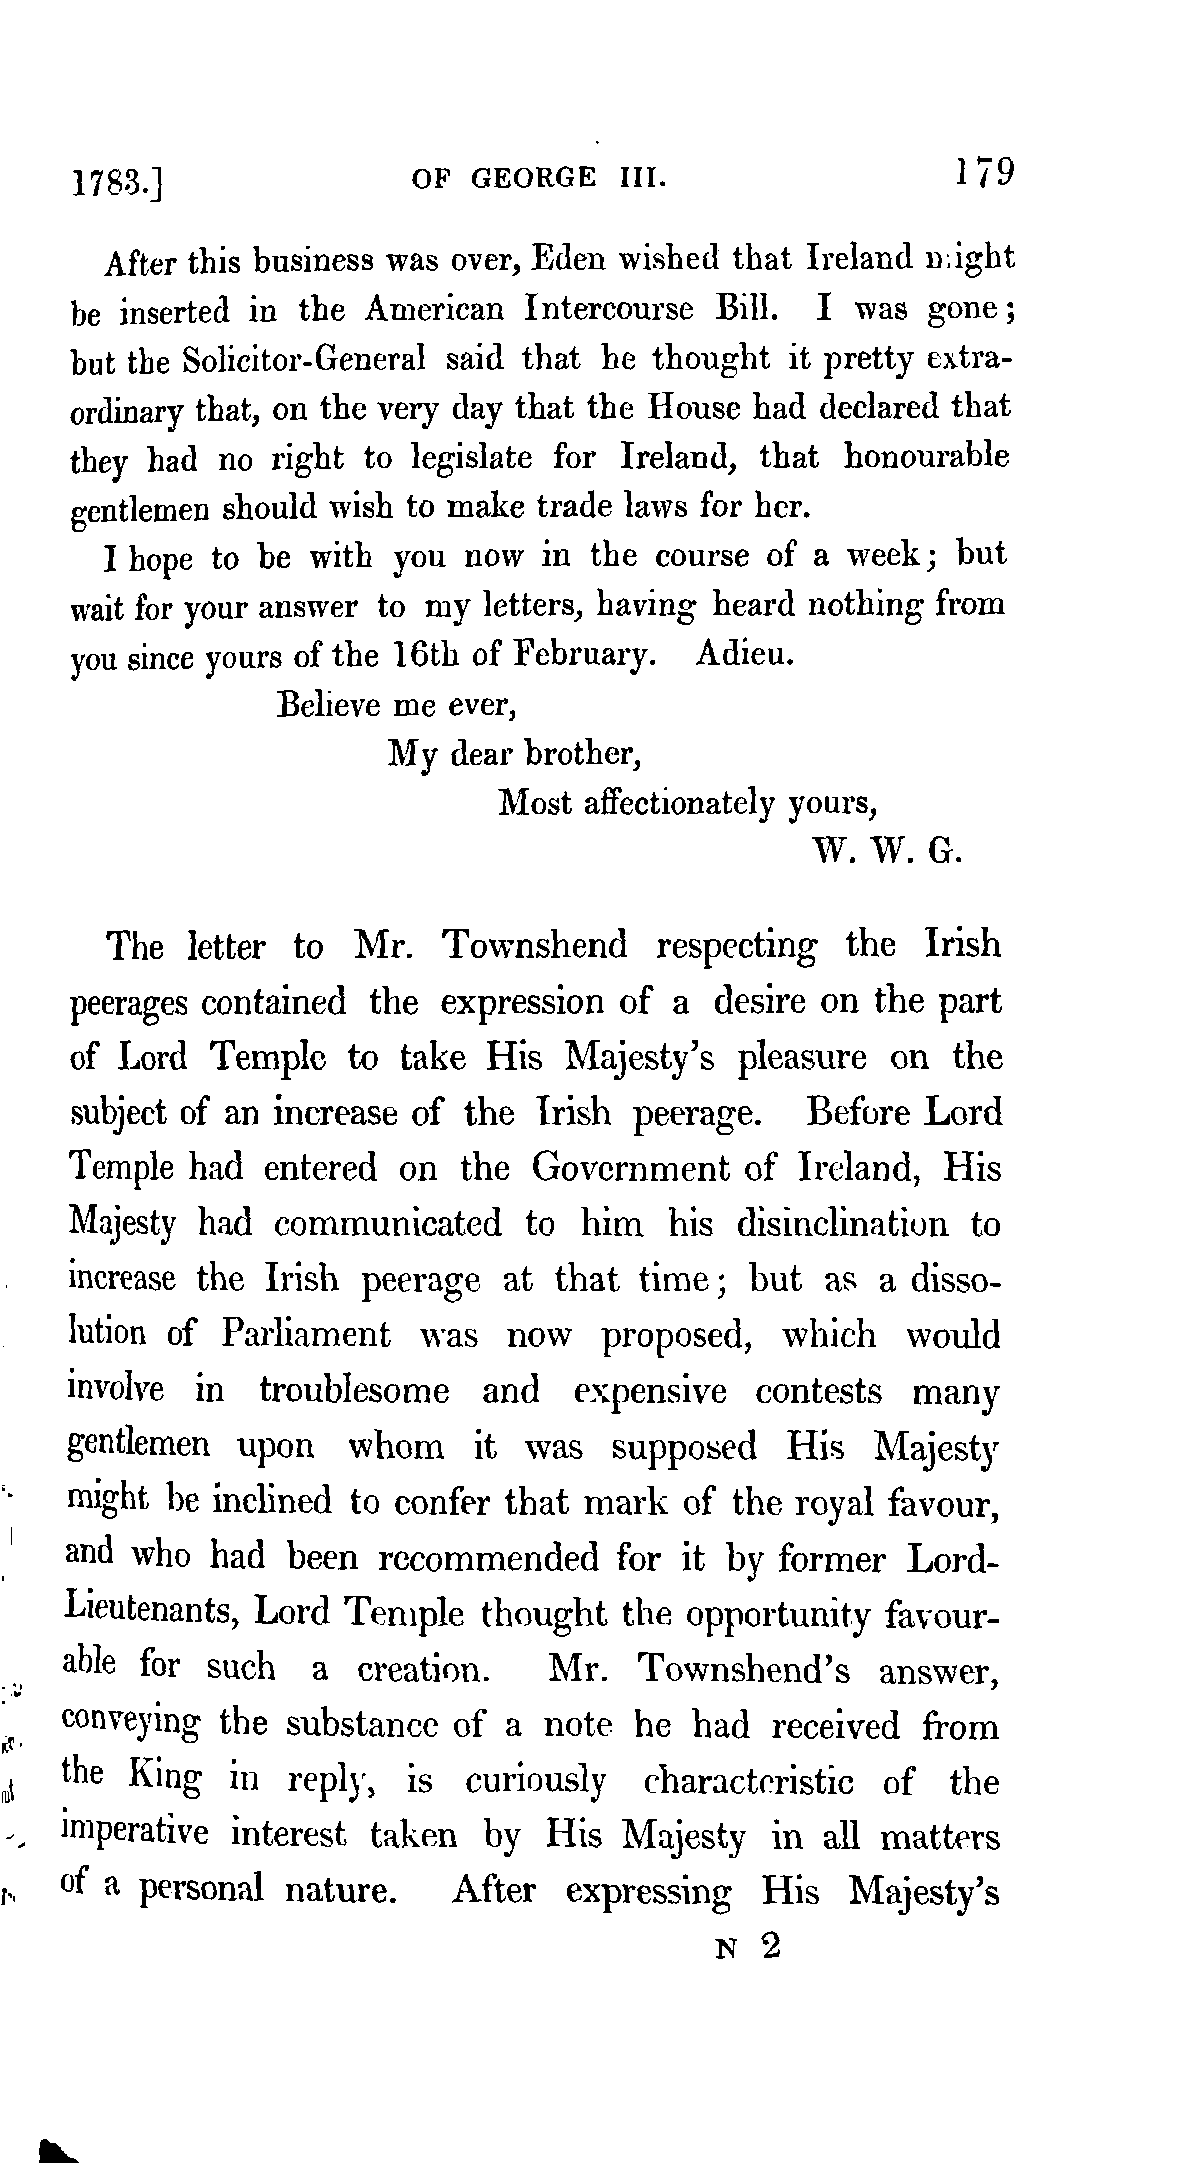 1783.] OF GEORGE III. 179
After this business was over, Eden wished that Ireland might
be inserted in the American Intercourse Bill. I was gone;
but the Solicitor-General said that he thought it pretty extra-
ordinary that, on the very day that the House had declared that
they had no right to legislate for Ireland, that honourable
gentlemen should wish to make trade laws for her.
I hope to be with you now in the course of a week; but
wait for your answer to my letters, having heard nothing from
you since yours of the 16th of February. Adieu.
Believe me ever,
My dear brother,
Most affectionately yours,
W. W. G.
The letter to Mr. Townshend respecting the Irish
peerages contained the expression of a desire on the part
of Lord Temple to take His Majesty's pleasure on the
subject of an increase of the Irish peerage. Before Lord
Temple had entered on the Government of Ireland, His
Majesty had communicated to him his disinclination to
increase the Irish peerage at that time; but as a disso-
lution of Parliament was now proposed, which would
involve in troublesome and expensive contests many
gentlemen upon whom it was supposed His Majesty
might be inclined to confer that mark of the royal favour,
and who had been recommended for it by former Lord-
Lieutenants, Lord Temple thought the opportunity favour-
able for such a creation. Mr. Townshend's answer,
conveying the substance of a note he had received from
the King in reply, is curiously characteristic of the
imperative interest taken by His Majesty in all matters
of a personal nature. After expressing His Majesty's
N 2